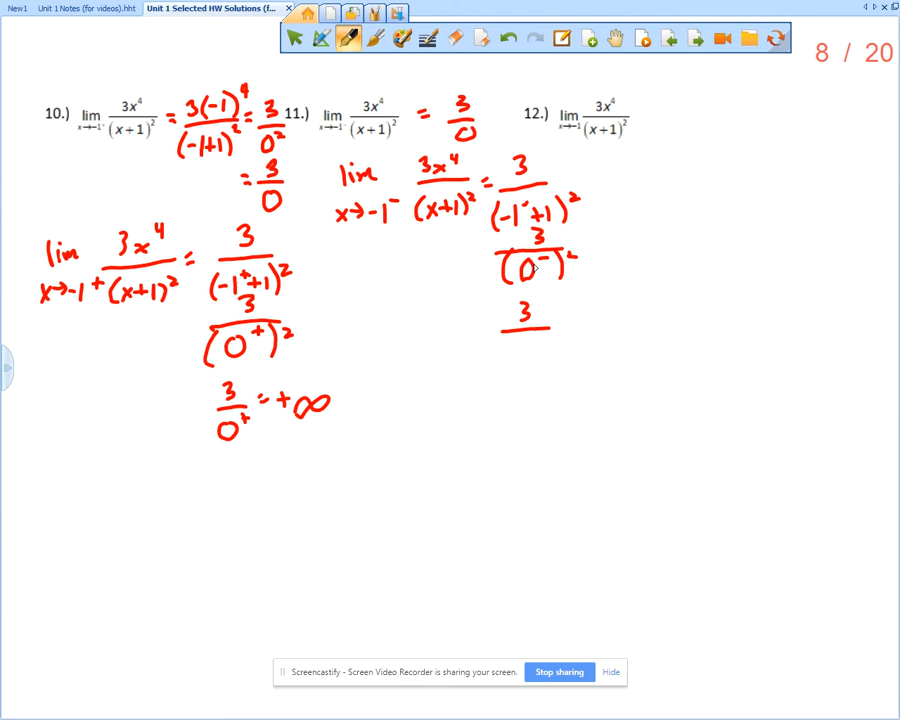 New1 Unit 1 Notes (for videos).hht Unit 1 Selected HW Solutions (f...
8 / 20
10.) lim x→-1⁺ 3x⁴/(x+1)² = 3(-1)⁴/(-1+1)² = 3/0²
= 3/0
lim x→-1⁺ 3x⁴/(x+1)² = 3/(-1⁺+1)²
3/(0⁺)²
3/0⁺ = +∞
11.) lim x→-1⁻ 3x⁴/(x+1)² = 3/0
lim x→-1⁻ 3x⁴/(x+1)² = 3/(-1⁻+1)²
3/(0⁻)²
3
12.) lim x→-1 3x⁴/(x+1)²
Screencastify - Screen Video Recorder is sharing your screen. Stop sharing Hide